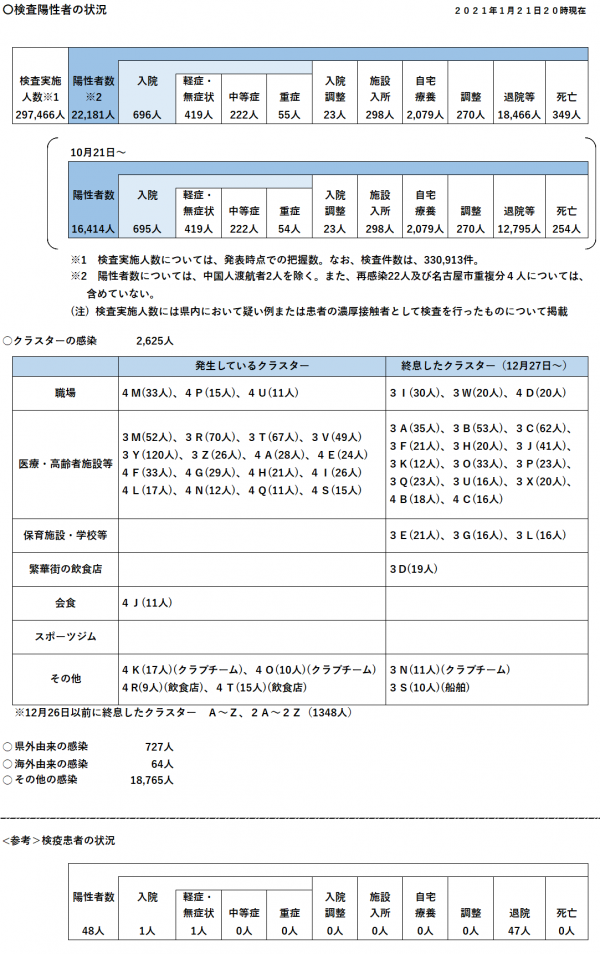 〇検査陽性者の状況
２０２１年１月２１日２０時現在
検査実施人数※1 陽性者数※2 入院 軽症・無症状 中等症 重症 入院調整 施設入所 自宅療養 調整 退院等 死亡
297,466人 22,181人 696人 419人 222人 55人 23人 298人 2,079人 270人 18,466人 349人
10月21日～
陽性者数 入院 軽症・無症状 中等症 重症 入院調整 施設入所 自宅療養 調整 退院等 死亡
16,414人 695人 419人 222人 54人 23人 298人 2,079人 270人 12,795人 254人
※1　検査実施人数については、発表時点での把握数。なお、検査件数は、330,913件。
※2　陽性者数については、中国人渡航者2人を除く。また、再感染22人及び名古屋市重複分４人については、
含めていない。
(注) 検査実施人数には県内において疑い例または患者の濃厚接触者として検査を行ったものについて掲載
○クラスターの感染　2,625人
発生しているクラスター　終息したクラスター（12月27日～）
職場
４Ｍ(33人)、４Ｐ(15人)、４Ｕ(11人)
３Ｉ(30人)、３Ｗ(20人)、４Ｄ(20人)
医療・高齢者施設等
３Ｍ(52人)、３Ｒ(70人)、３Ｔ(67人)、３Ｖ(49人)
３Ｙ(120人)、３Ｚ(26人)、４Ａ(28人)、４Ｅ(24人)
４Ｆ(33人)、４Ｇ(29人)、４Ｈ(21人)、４Ｉ(26人)
４Ｌ(17人)、４Ｎ(12人)、４Ｑ(11人)、４Ｓ(15人)
３Ａ(35人)、３Ｂ(53人)、３Ｃ(62人)、
３Ｆ(21人)、３Ｈ(20人)、３Ｊ(41人)、
３Ｋ(12人)、３Ｏ(33人)、３Ｐ(23人)、
３Ｑ(23人)、３Ｕ(16人)、３Ｘ(20人)、
４Ｂ(18人)、４Ｃ(16人)
保育施設・学校等
３Ｅ(21人)、３Ｇ(16人)、３Ｌ(16人)
繁華街の飲食店
３Ｄ(19人)
会食
４Ｊ(11人)
スポーツジム
その他
４Ｋ(17人)(クラブチーム)、４Ｏ(10人)(クラブチーム)
４Ｒ(9人)(飲食店)、４Ｔ(15人)(飲食店)
３Ｎ(11人)(クラブチーム)
３Ｓ(10人)(船舶)
※12月26日以前に終息したクラスター　Ａ～Ｚ、２Ａ～２Ｚ（1348人）
○ 県外由来の感染　727人
○ 海外由来の感染　64人
○ その他の感染　18,765人
<参考>検疫患者の状況
陽性者数 入院 軽症・無症状 中等症 重症 入院調整 施設入所 自宅療養 調整 退院 死亡
48人 1人 1人 0人 0人 0人 0人 0人 0人 47人 0人